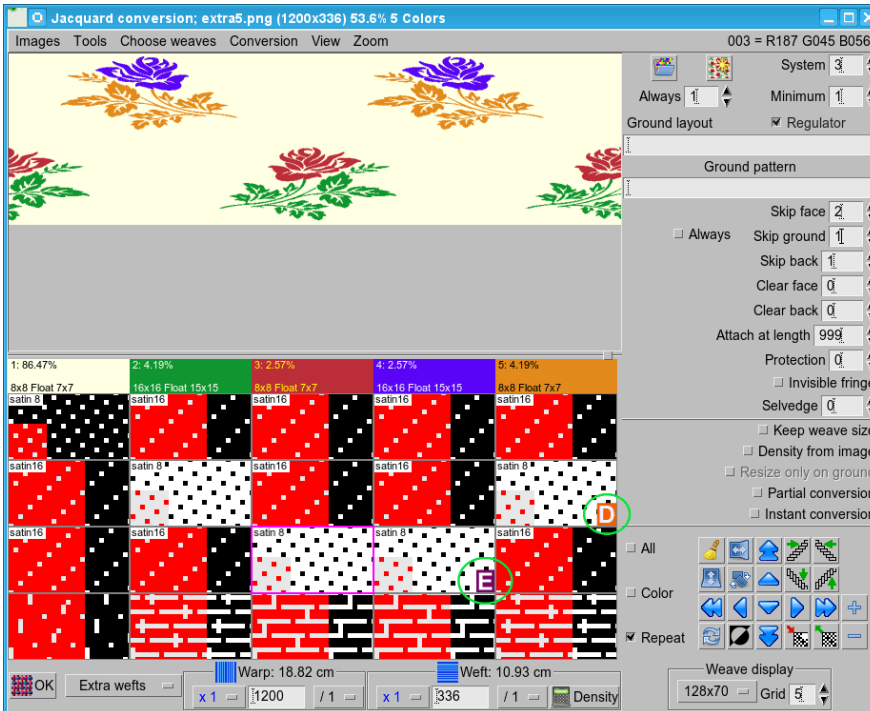 Jacquard conversion; extra5.png (1200x336) 53.6% 5 Colors
Images Tools Choose weaves Conversion View Zoom 003 = R187 G045 B056
System 3
Always 1 Minimum 1
Ground layout Regulator
Ground pattern
Skip face 2
Always Skip ground 1
Skip back 1
Clear face 0
Clear back 0
Attach at length 999
Protection 0
Invisible fringe
Selvedge 0
Keep weave size
Density from image
Resize only on ground
Partial conversion
Instant conversion
1: 86.47% 2: 4.19% 3: 2.57% 4: 2.57% 5: 4.19%
8x8 Float 7x7 16x16 Float 15x15 8x8 Float 7x7 16x16 Float 15x15 8x8 Float 7x7
satin 8 satin16 satin16 satin16 satin16
satin16 satin 8 satin16 satin16 satin 8
D
satin16 satin16 satin 8 satin 8 satin16
E
All
Color
Repeat
OK Extra wefts Warp: 18.82 cm Weft: 10.93 cm
x 1 1200 / 1 x 1 336 / 1 Density
Weave display
128x70 Grid 5